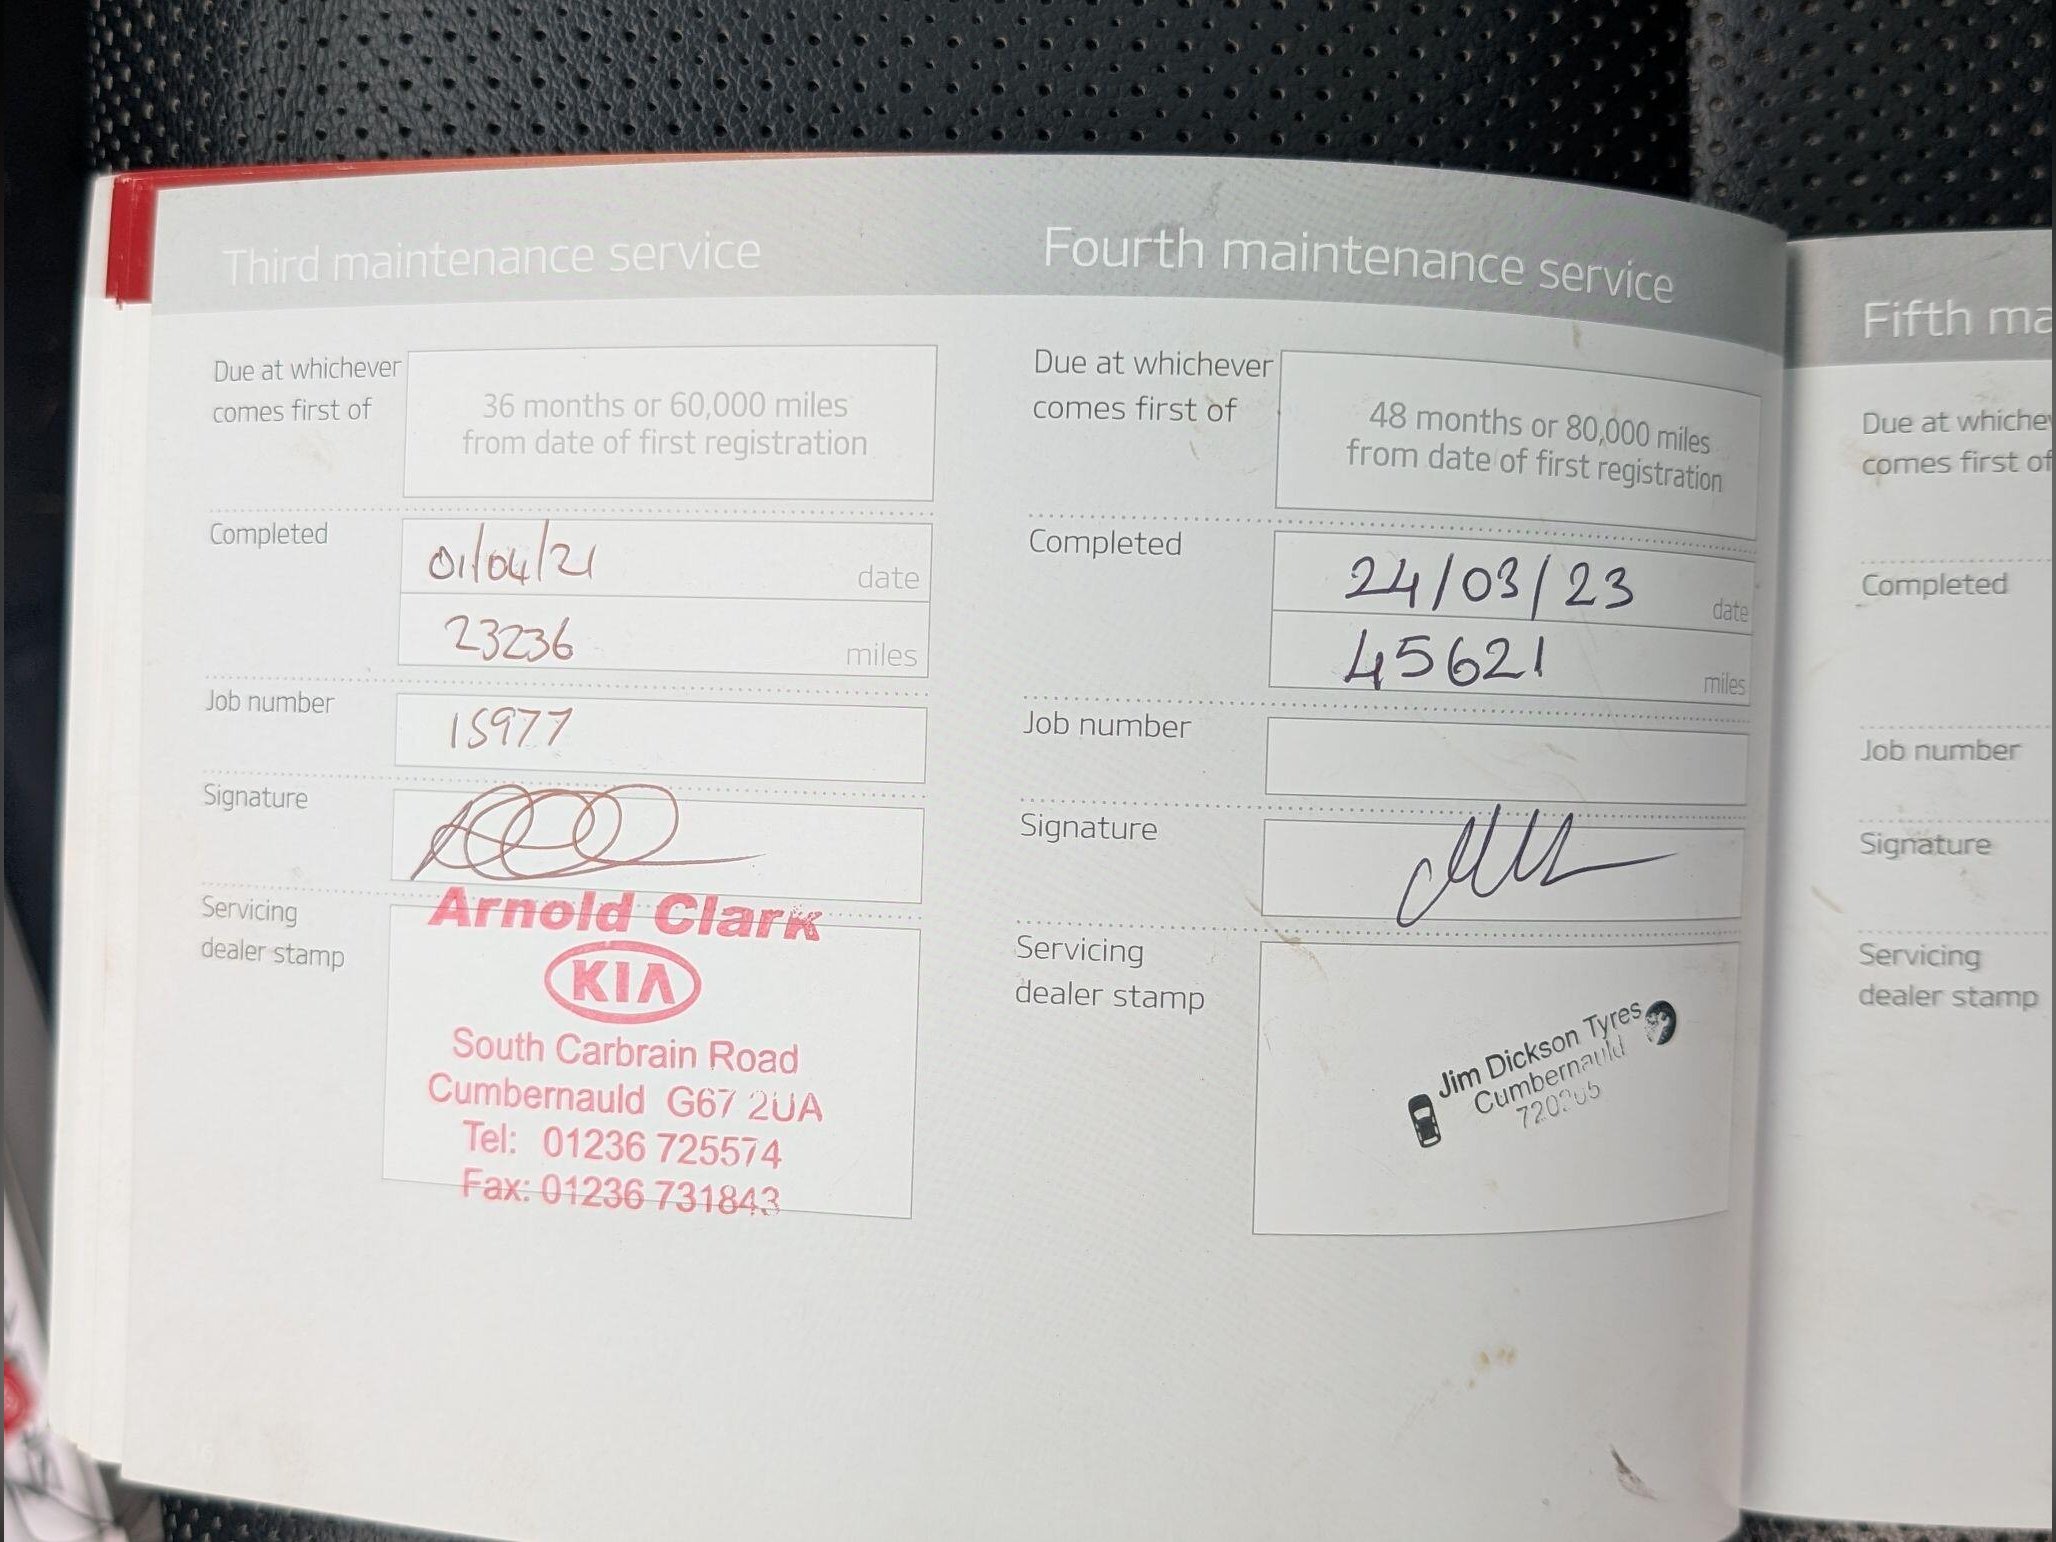 Third maintenance service
Due at whichever
comes first of
36 months or 60,000 miles
from date of first registration
Completed
01/04/21
date
23236
miles
Job number
15977
Signature
Servicing
dealer stamp
Arnold Clark
KIA
South Carbrain Road
Cumbernauld G67 2UA
Tel: 01236 725574
Fax: 01236 731843
Fourth maintenance service
Due at whichever
comes first of
48 months or 80,000 miles
from date of first registration
Completed
24/03/23
date
45621
miles
Job number
Signature
Servicing
dealer stamp
Jim Dickson Tyres
Cumbernauld
Fifth
Due at
comes first of
Completed
Job number
Signature
Servicing
dealer stamp